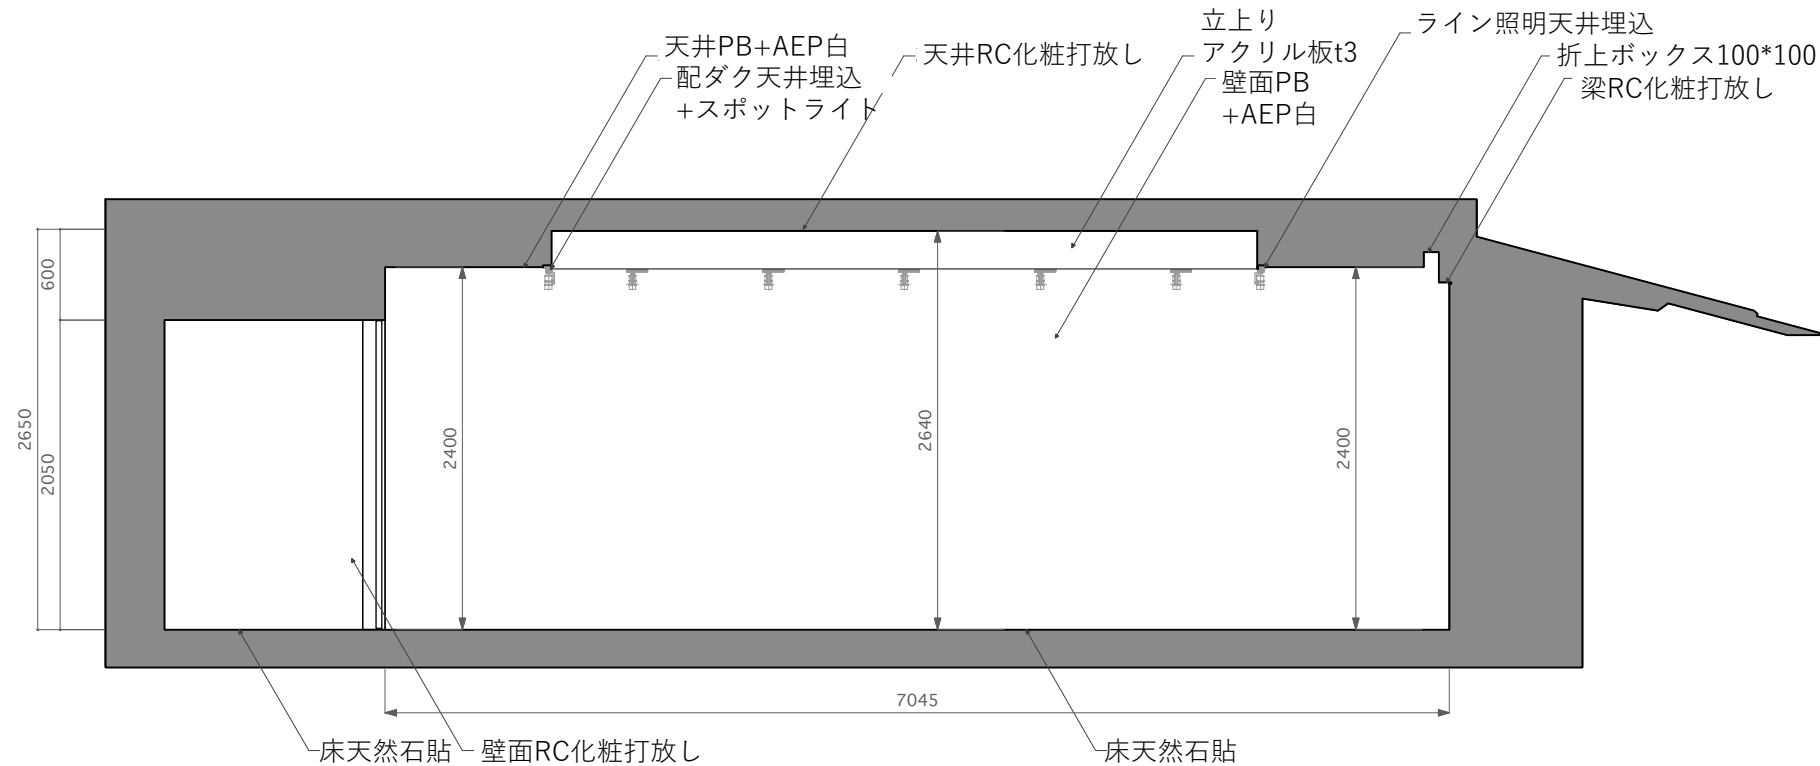 天井PB+AEP白
配ダク天井埋込
+スポットライト
天井RC化粧打放し
立上り
アクリル板t3
壁面PB
+AEP白
ライン照明天井埋込
折上ボックス100*100
梁RC化粧打放し
600
2650
2050
2400
2640
2400
7045
床天然石貼
壁面RC化粧打放し
床天然石貼